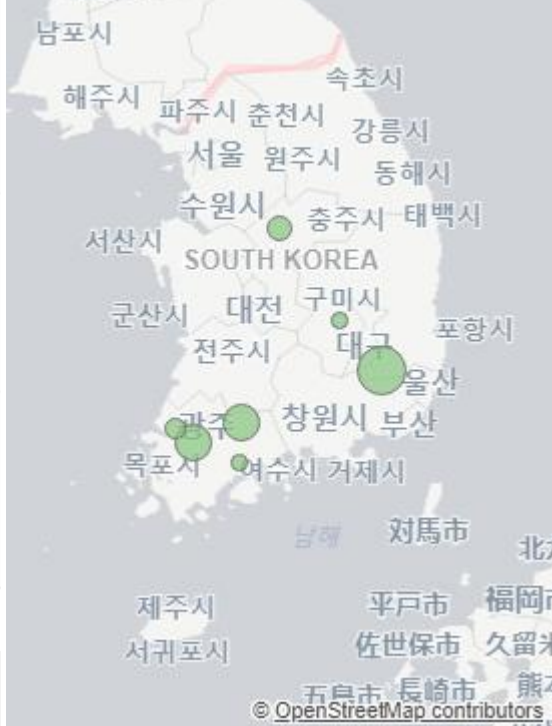 남포시
속초시
해주시
파주시 춘천시
강릉시
서울 원주시
동해시
수원시
충주시 태백시
서산시
SOUTH KOREA
구미시
군산시 대전
포항시
전주시 대구
울산
광주 창원시 부산
목포시 여수시 거제시
남해
対馬市
제주시 平戸市
서귀포시 佐世保市
五島市 長崎市
© OpenStreetMap contributors